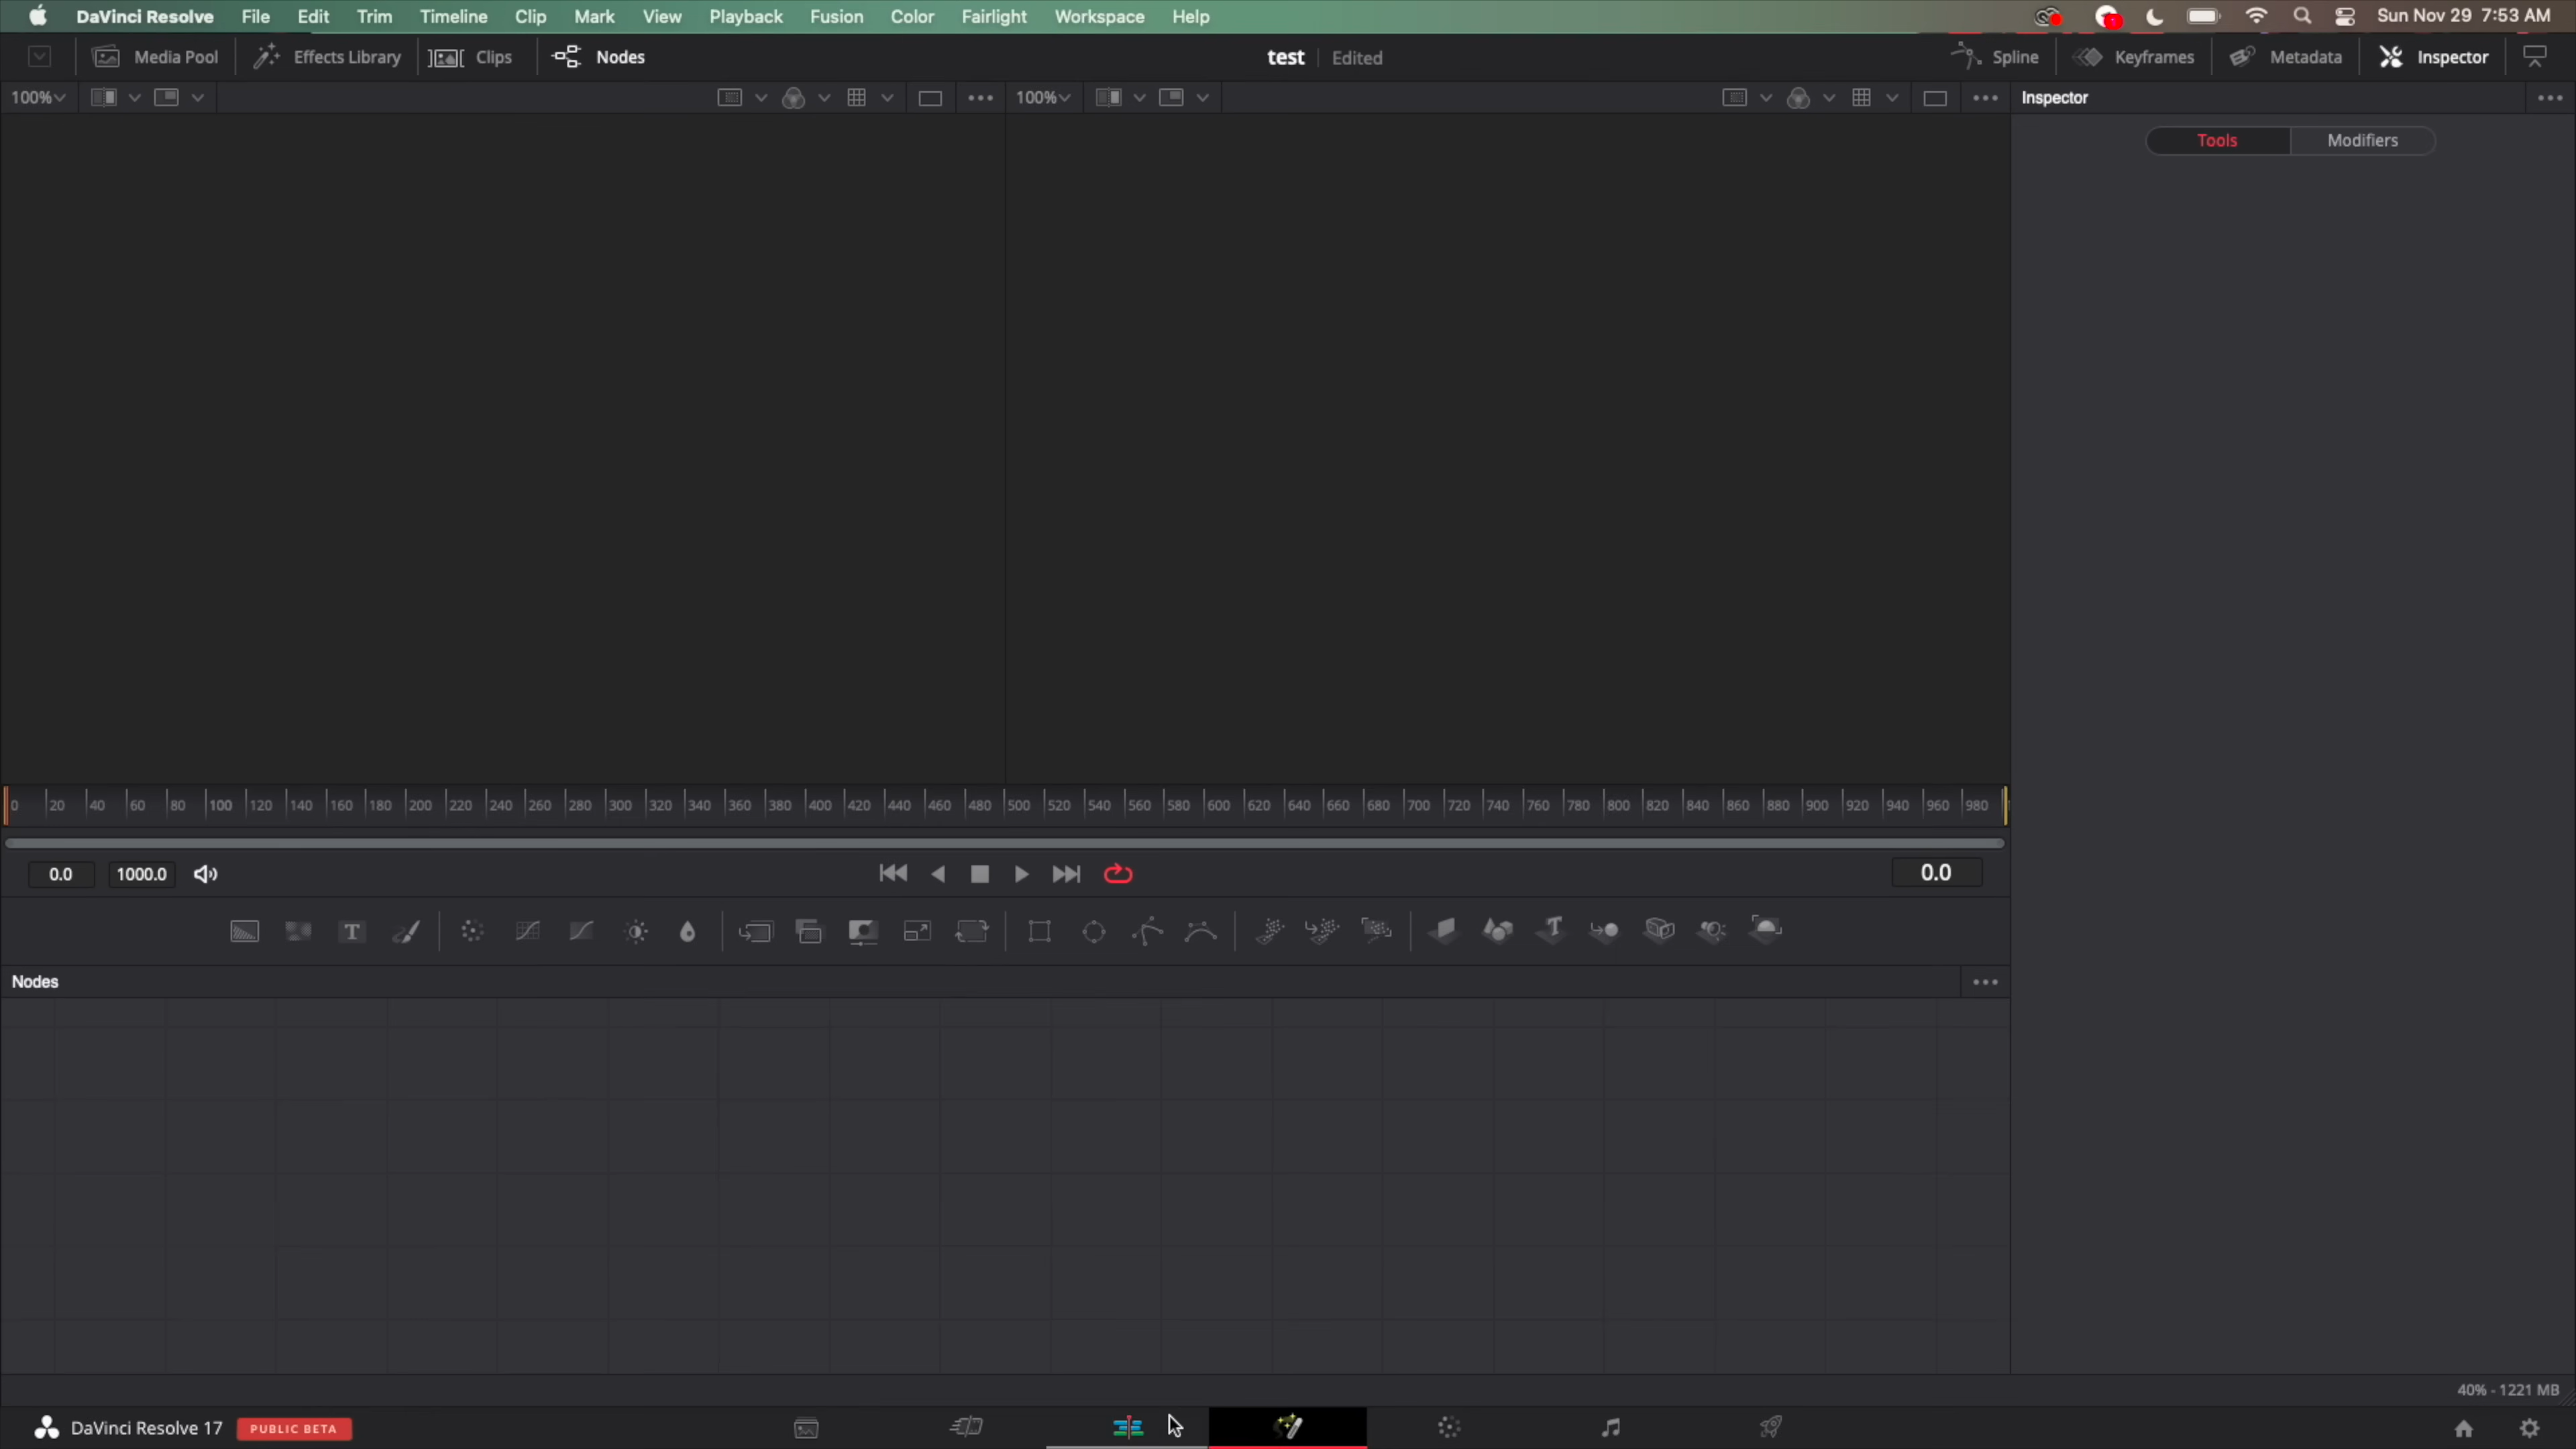 DaVinci Resolve File Edit Trim Timeline Clip Mark View Playback Fusion Color Fairlight Workspace Help Sun Nov 29 7:53 AM
Media Pool Effects Library Clips Nodes test Edited Spline Keyframes Metadata Inspector
100% 100% Inspector
Tools Modifiers
0 20 40 60 80 100 120 140 160 180 200 220 240 260 280 300 320 340 360 380 400 420 440 460 480 500 520 540 560 580 600 620 640 660 680 700 720 740 760 780 800 820 840 860 880 900 920 940 960 980
0.0 1000.0 0.0
T T
Nodes
40% - 1221 MB
DaVinci Resolve 17 PUBLIC BETA